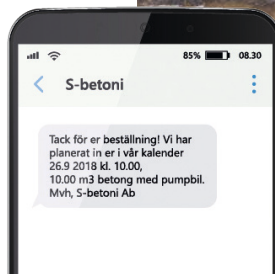 85% 08.30
S-betoni
Tack för er beställning! Vi har
planerat in er i vår kalender
26.9 2018 kl. 10.00,
10.00 m3 betong med pumpbil.
Mvh, S-betoni Ab